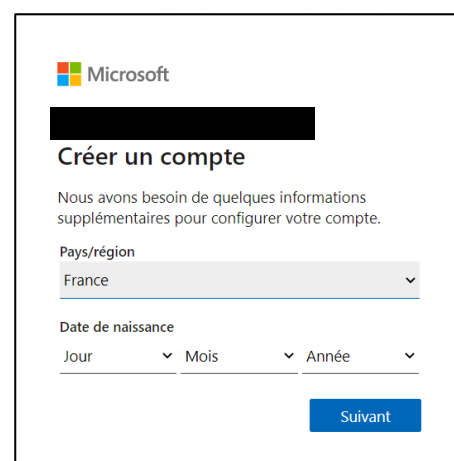 Microsoft
Créer un compte
Nous avons besoin de quelques informations
supplémentaires pour configurer votre compte.
Pays/région
France
Date de naissance
Jour Mois Année
Suivant